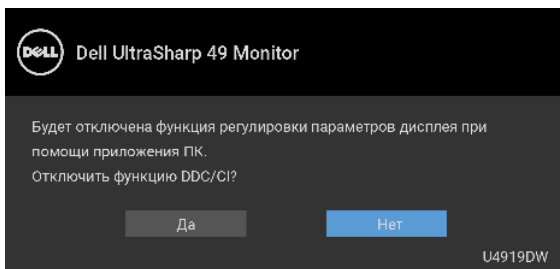 DELL
Dell UltraSharp 49 Monitor
Будет отключена функция регулировки параметров дисплея при
помощи приложения ПК.
Отключить функцию DDC/CI?
Да
Нет
U4919DW